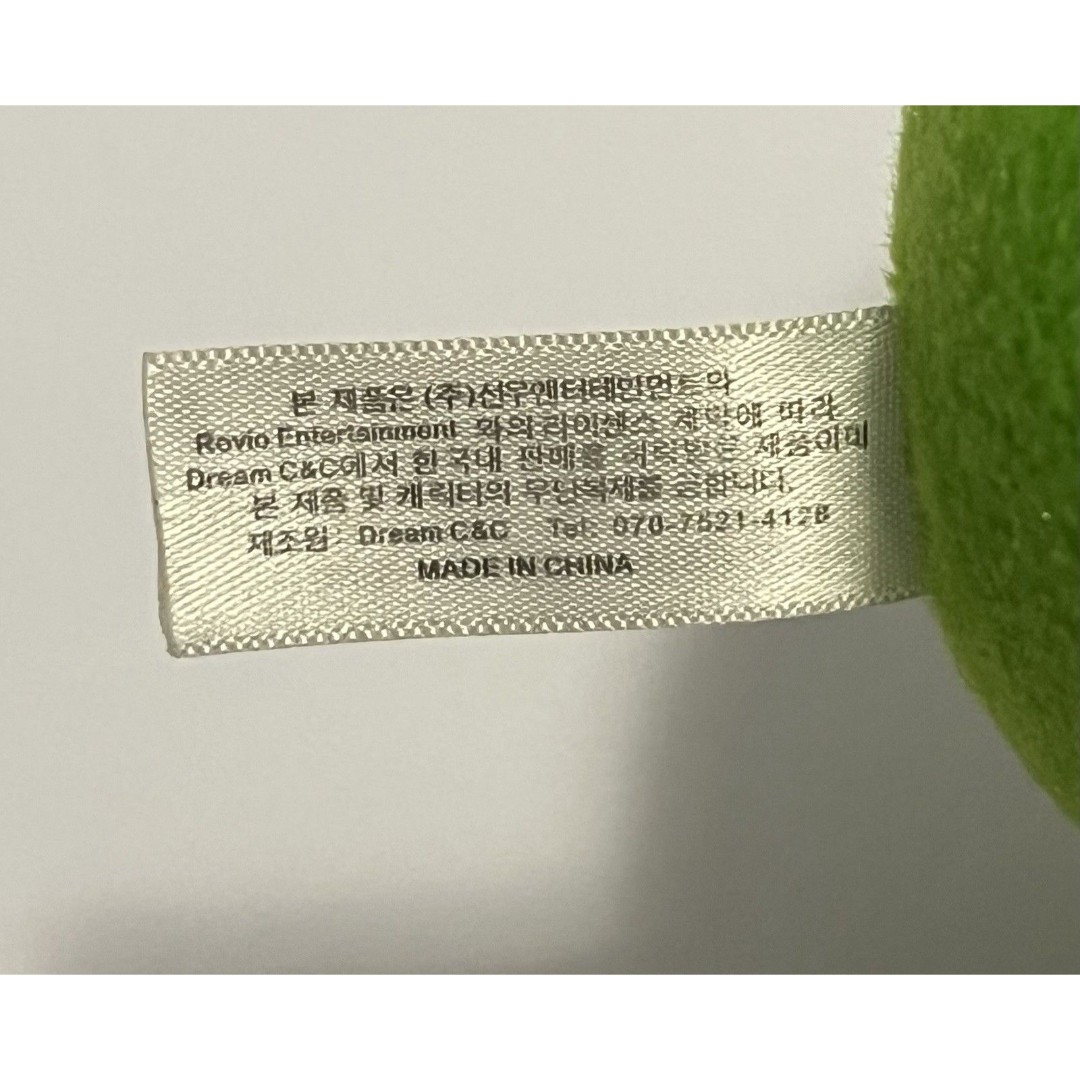 본 제품은 (주)선우엔터테인먼트와
Rovio Entertainment 라이센스 계약에 따라
Dream C&C에서 한국내 판매를 허락받은 제품이며
본 제품 및 캐릭터의 무단복제를 금합니다.
제조원: Dream C&C Tel: 070-7521-4128
MADE IN CHINA